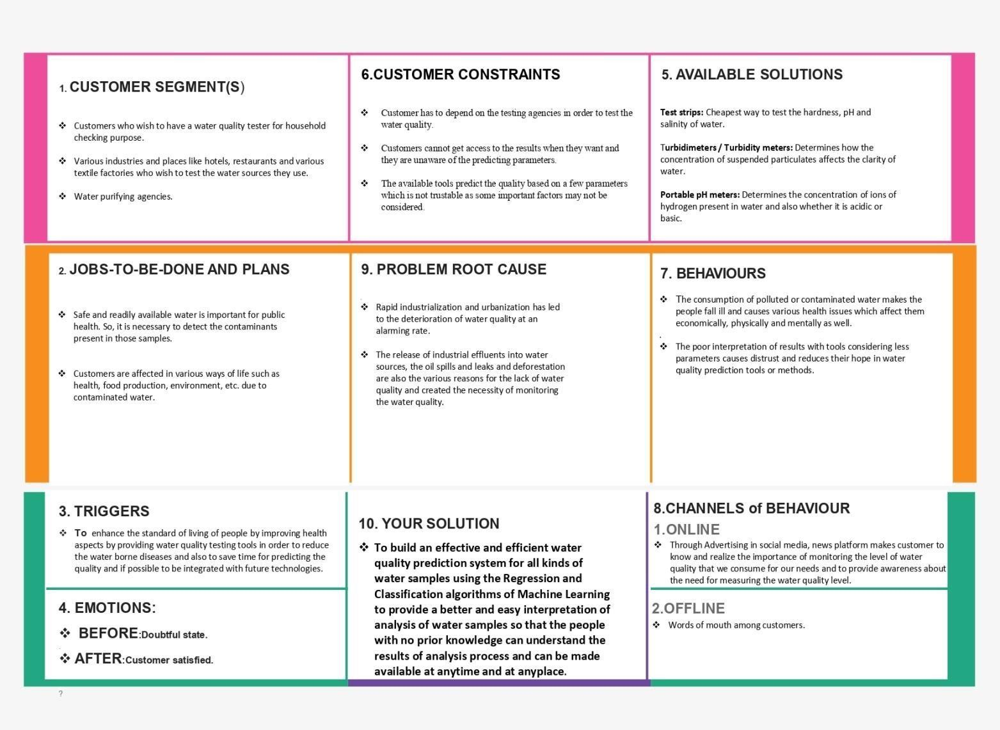 1. CUSTOMER SEGMENT(S)
❖ Customers who wish to have a water quality tester for household
checking purpose.
❖ Various industries and places like hotels, restaurants and various
textile factories who wish to test the water sources they use.
❖ Water purifying agencies.
6.CUSTOMER CONSTRAINTS
❖ Customer has to depend on the testing agencies in order to test the
water quality.
❖ Customers cannot get access to the results when they want and
they are unaware of the predicting parameters.
❖ The available tools predict the quality based on a few parameters
which is not trustable as some important factors may not be
considered.
5. AVAILABLE SOLUTIONS
Test strips: Cheapest way to test the hardness, pH and
salinity of water.
Turbidimeters / Turbidity meters: Determines how the
concentration of suspended particulates affects the clarity of
water.
Portable pH meters: Determines the concentration of ions of
hydrogen present in water and also whether it is acidic or
basic.
2. JOBS-TO-BE-DONE AND PLANS
❖ Safe and readily available water is important for public
health. So, it is necessary to detect the contaminants
present in those samples.
❖ Customers are affected in various ways of life such as
health, food production, environment, etc. due to
contaminated water.
9. PROBLEM ROOT CAUSE
❖ Rapid industrialization and urbanization has led
to the deterioration of water quality at an
alarming rate.
❖ The release of industrial effluents into water
sources, the oil spills and leaks and deforestation
are also the various reasons for the lack of water
quality and created the necessity of monitoring
the water quality.
7. BEHAVIOURS
❖ The consumption of polluted or contaminated water makes the
people fall ill and causes various health issues which affect them
economically, physically and mentally as well.
.
❖ The poor interpretation of results with tools considering less
parameters causes distrust and reduces their hope in water
quality prediction tools or methods.
3. TRIGGERS
❖ To enhance the standard of living of people by improving health
aspects by providing water quality testing tools in order to reduce
the water borne diseases and also to save time for predicting the
quality and if possible to be integrated with future technologies.
4. EMOTIONS:
❖ BEFORE:Doubtful state.
❖ AFTER:Customer satisfied.
10. YOUR SOLUTION
❖ To build an effective and efficient water
quality prediction system for all kinds of
water samples using the Regression and
Classification algorithms of Machine Learning
to provide a better and easy interpretation of
analysis of water samples so that the people
with no prior knowledge can understand the
results of analysis process and can be made
available at anytime and at anyplace.
8.CHANNELS of BEHAVIOUR
1.ONLINE
❖ Through Advertising in social media, news platform makes customer to
know and realize the importance of monitoring the level of water
quality that we consume for our needs and to provide awareness about
the need for measuring the water quality level.
2.OFFLINE
❖ Words of mouth among customers.
?